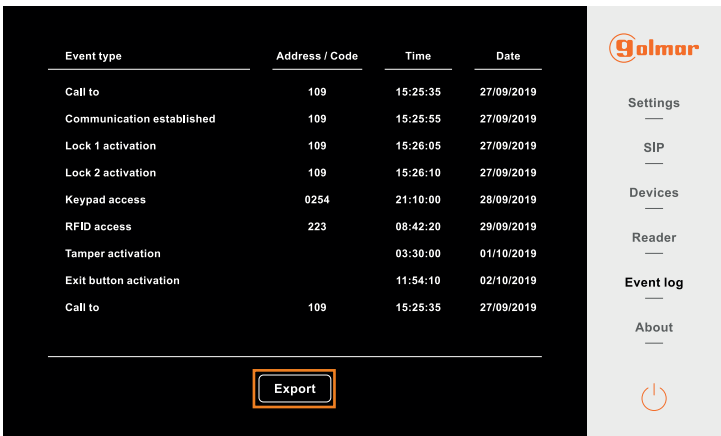 Event type Address / Code Time Date
Call to 109 15:25:35 27/09/2019
Communication established 109 15:25:55 27/09/2019
Lock 1 activation 109 15:26:05 27/09/2019
Lock 2 activation 109 15:26:10 27/09/2019
Keypad access 0254 21:10:00 28/09/2019
RFID access 223 08:42:20 29/09/2019
Tamper activation 03:30:00 01/10/2019
Exit button activation 11:54:10 02/10/2019
Call to 109 15:25:35 27/09/2019
Export
golmar
Settings
SIP
Devices
Reader
Event log
About